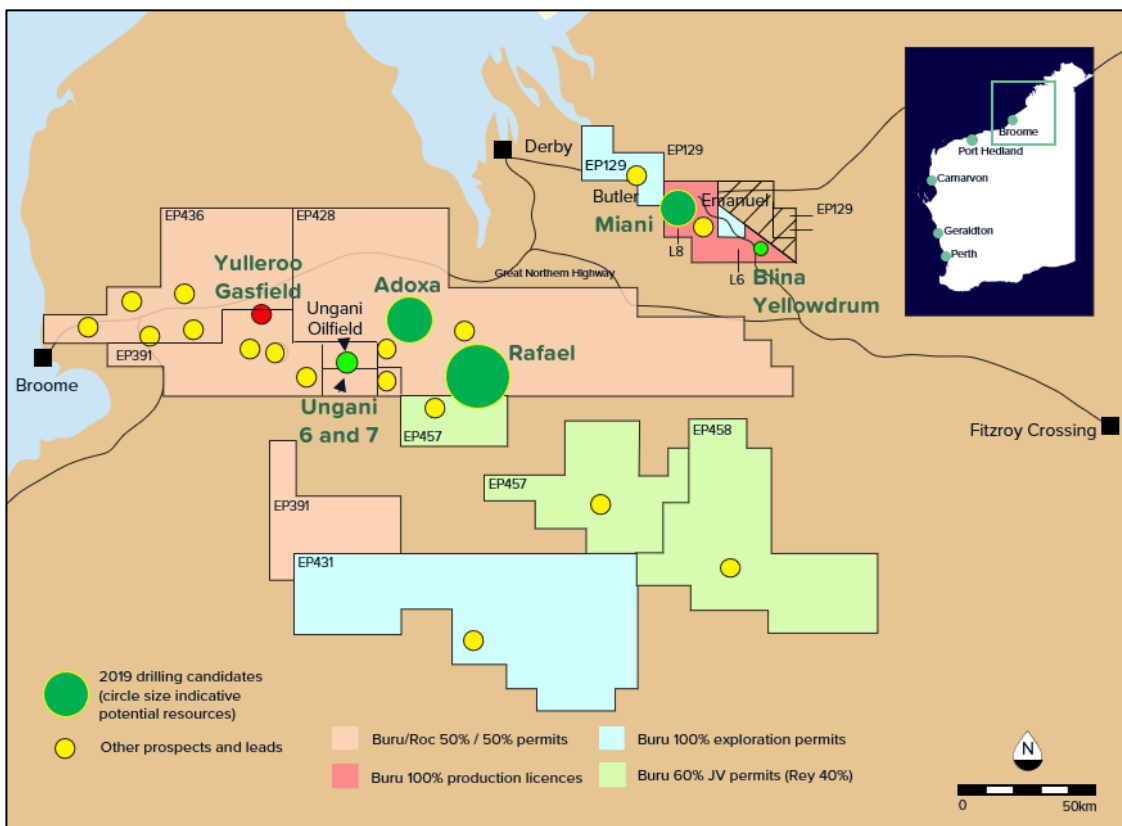 Derby
EP129
EP129
Butler
Emanuel
Miani
EP129
L8
L6
Blina
Yellowdrum
Great Northern Highway
EP436
EP428
Yulleroo
Gasfield
Adoxa
Ungani
Oilfield
Rafael
EP391
Broome
Ungani
6 and 7
EP457
Fitzroy Crossing
EP458
EP457
EP391
EP431
Broome
Port Hedland
Carnarvon
Geraldton
Perth
2019 drilling candidates
(circle size indicative
potential resources)
Other prospects and leads
Buru/Roc 50% / 50% permits
Buru 100% production licences
Buru 100% exploration permits
Buru 60% JV permits (Rey 40%)
N
0 50km